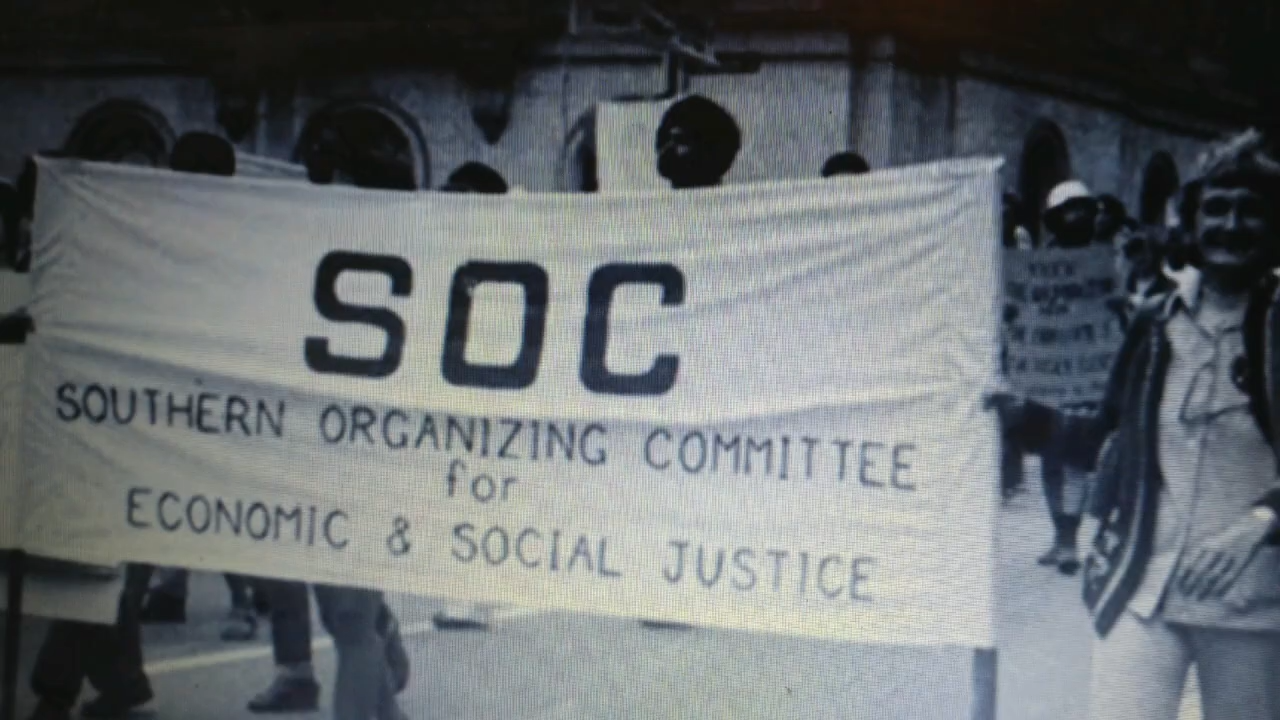 SOC
SOUTHERN ORGANIZING COMMITTEE
for
ECONOMIC & SOCIAL JUSTICE